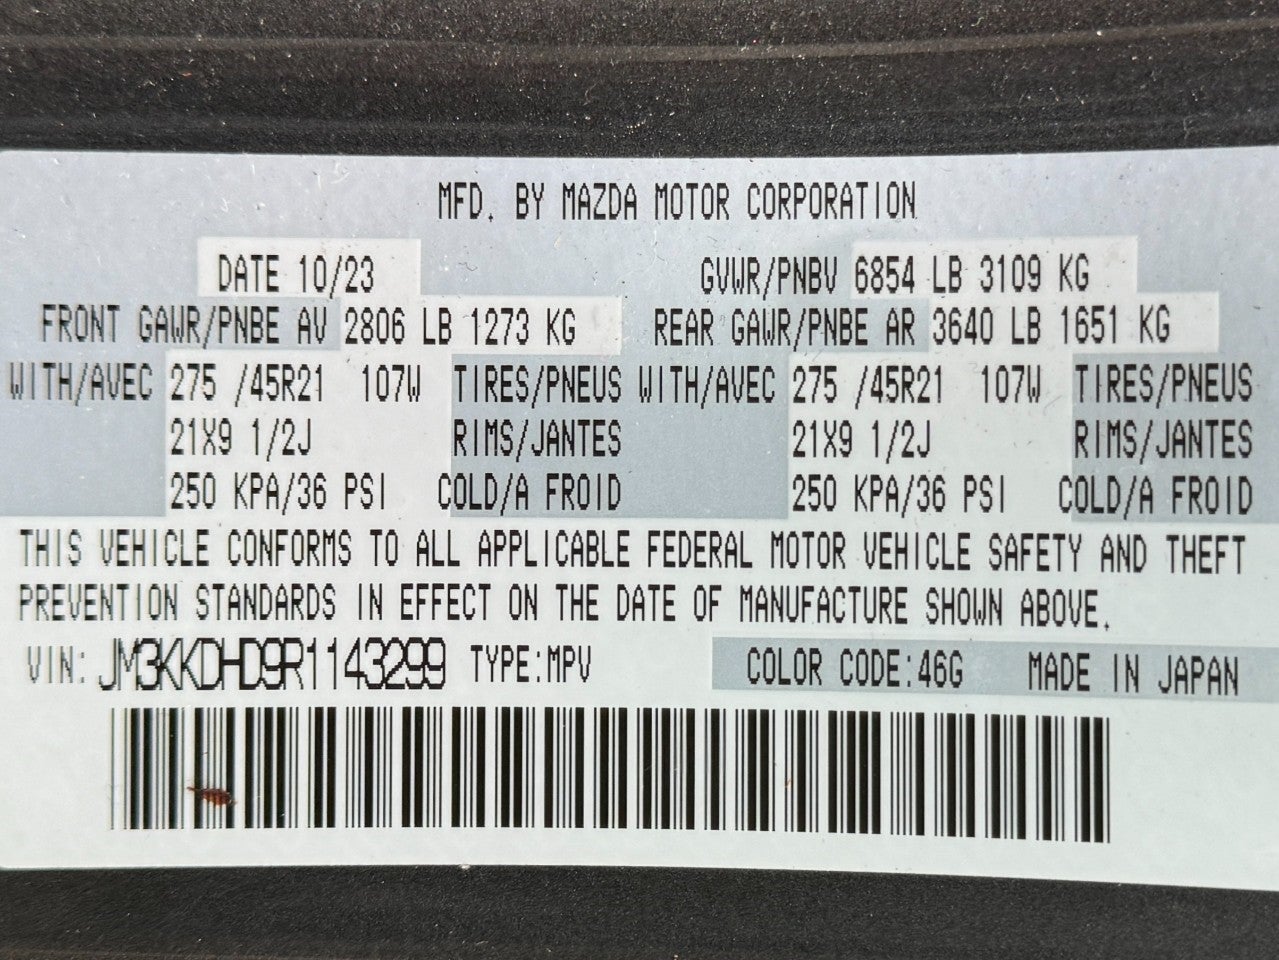 MFD. BY MAZDA MOTOR CORPORATION
DATE 10/23 GVWR/PNBV 6854 LB 3109 KG
FRONT GAWR/PNBE AV 2806 LB 1273 KG REAR GAWR/PNBE AR 3640 LB 1651 KG
WITH/AVEC 275 /45R21 107W TIRES/PNEUS WITH/AVEC 275 /45R21 107W TIRES/PNEUS
21X9 1/2J RIMS/JANTES 21X9 1/2J RIMS/JANTES
250 KPA/36 PSI COLD/A FROID 250 KPA/36 PSI COLD/A FROID
THIS VEHICLE CONFORMS TO ALL APPLICABLE FEDERAL MOTOR VEHICLE SAFETY AND THEFT
PREVENTION STANDARDS IN EFFECT ON THE DATE OF MANUFACTURE SHOWN ABOVE.
VIN: JM3KKDHD9R1143299 TYPE:MPV COLOR CODE:46G MADE IN JAPAN